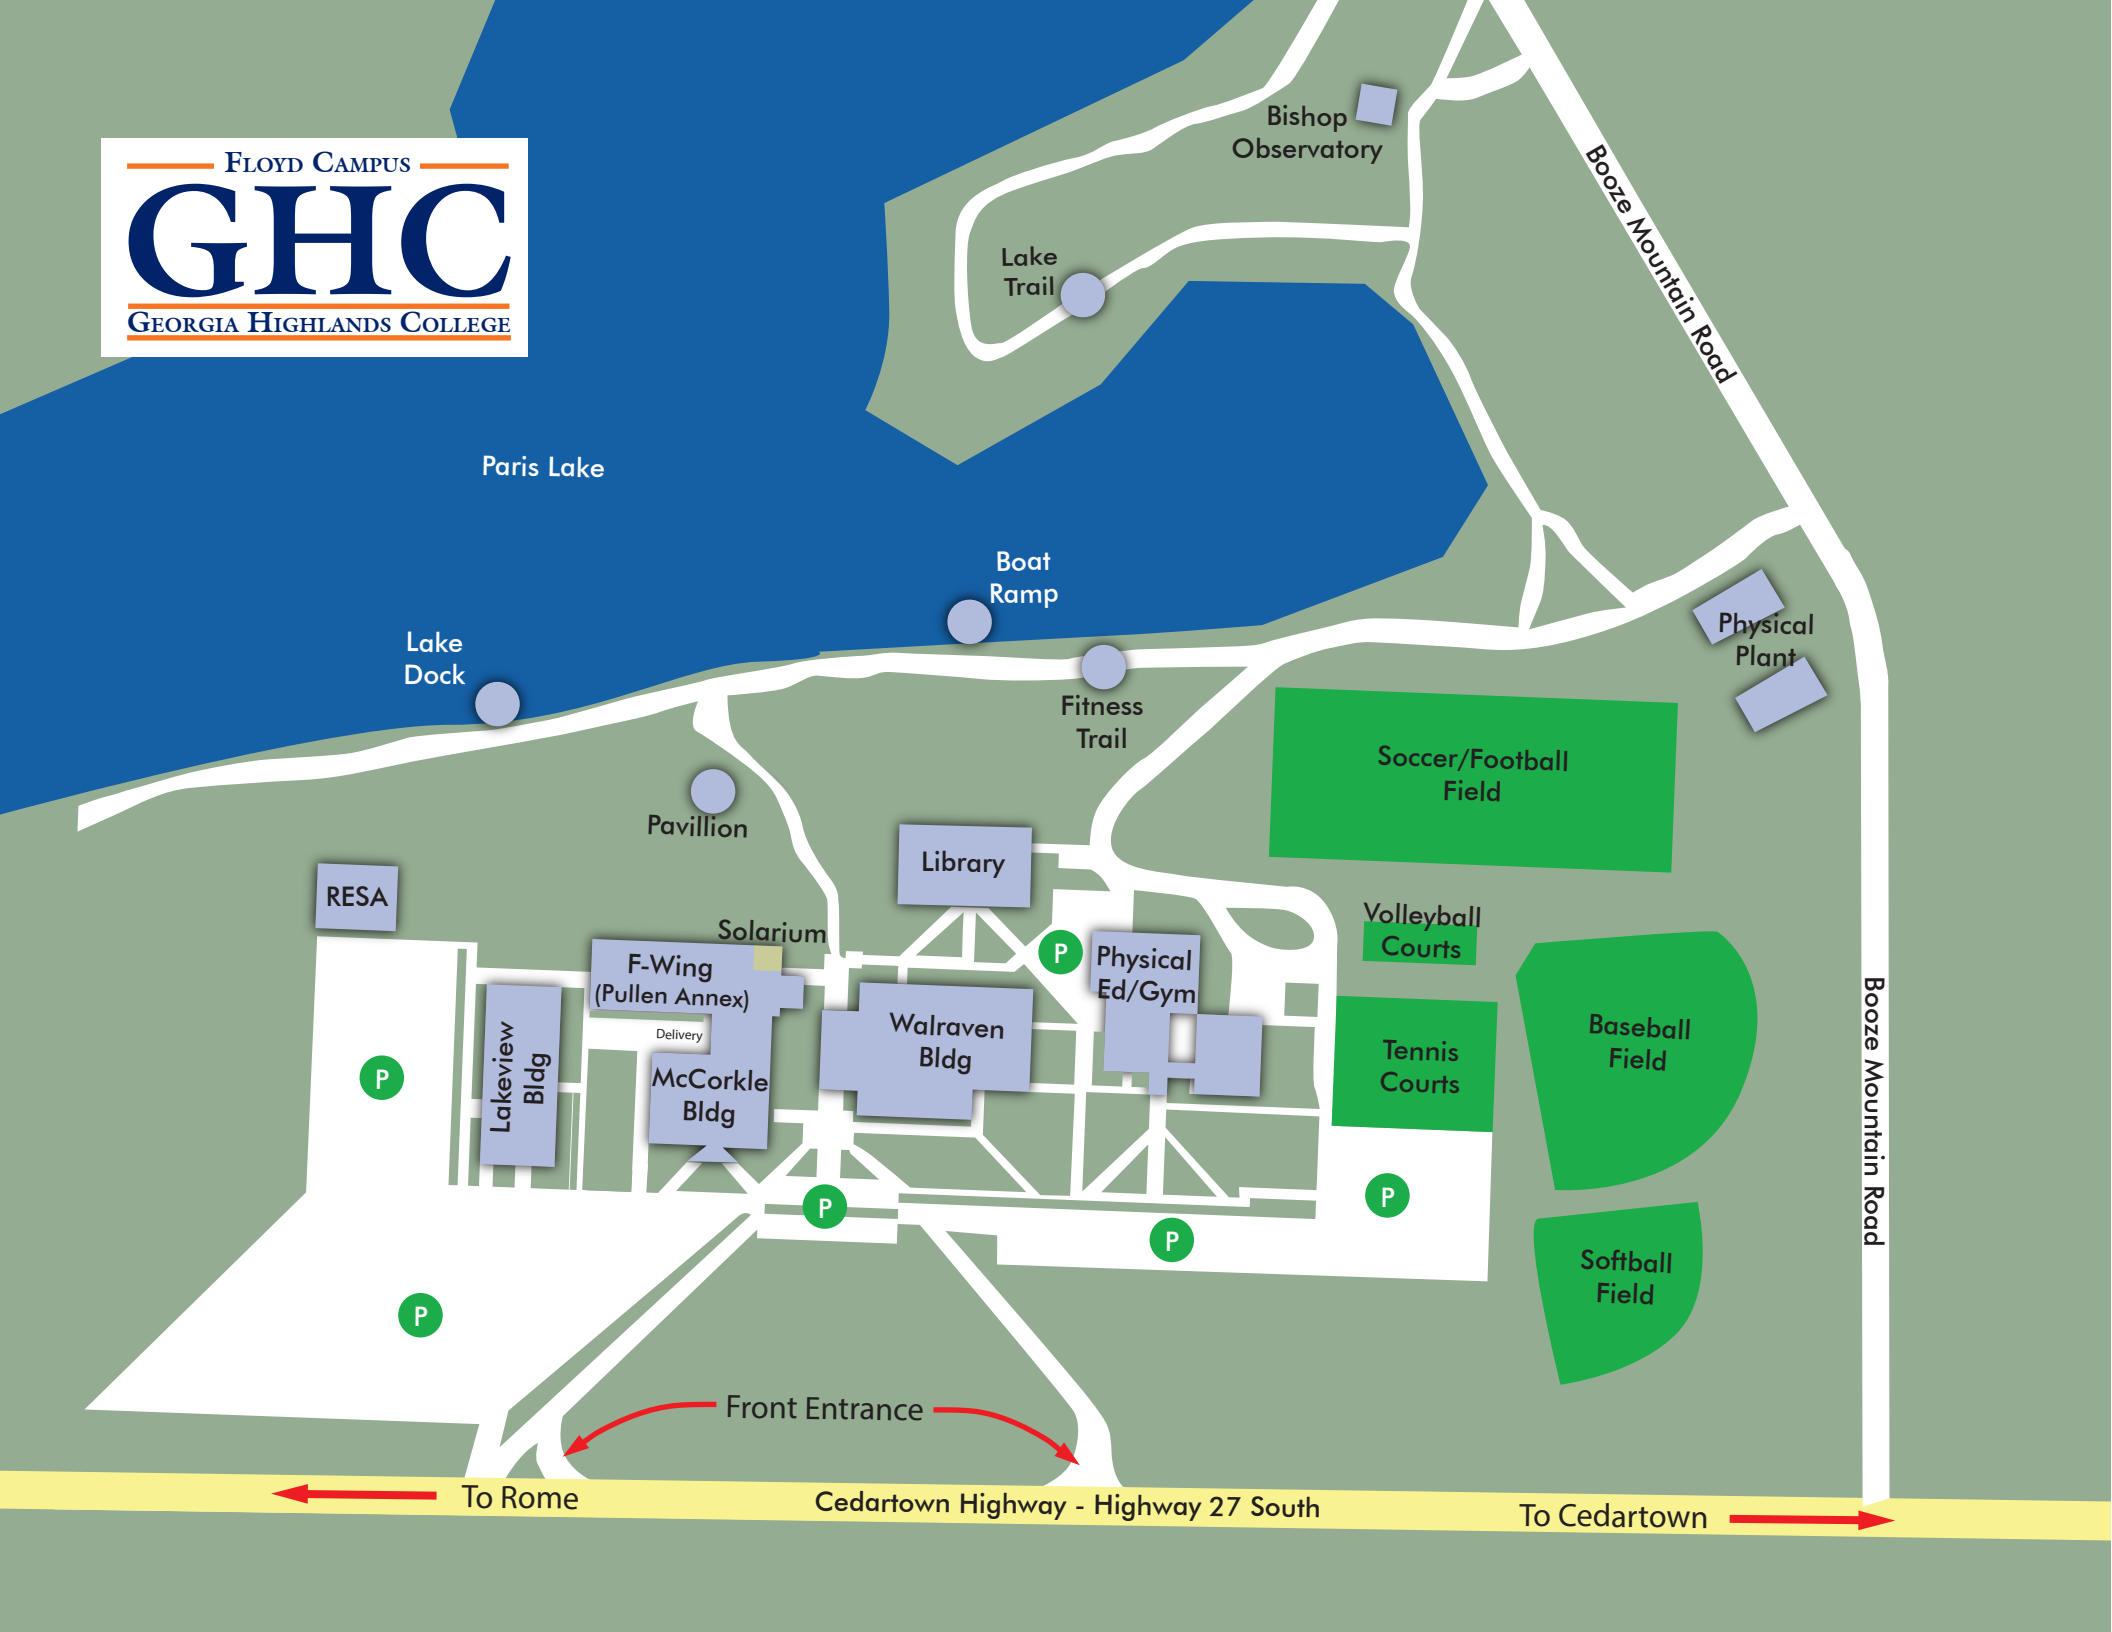 FLOYD CAMPUS
GHC
GEORGIA HIGHLANDS COLLEGE
Bishop
Observatory
Booze Mountain Road
Lake
Trail
Paris Lake
Boat
Ramp
Lake
Dock
Physical
Plant
Fitness
Trail
Soccer/Football
Field
Pavillion
Library
RESA
Solarium
Volleyball
Courts
F-Wing
(Pullen Annex)
P
Physical
Ed/Gym
Walraven
Bldg
Delivery
Baseball
Field
Tennis
Courts
Lakeview
Bldg
P
McCorkle
Bldg
Booze Mountain Road
P
P
P
Softball
Field
P
Front Entrance
To Rome
Cedartown Highway - Highway 27 South
To Cedartown